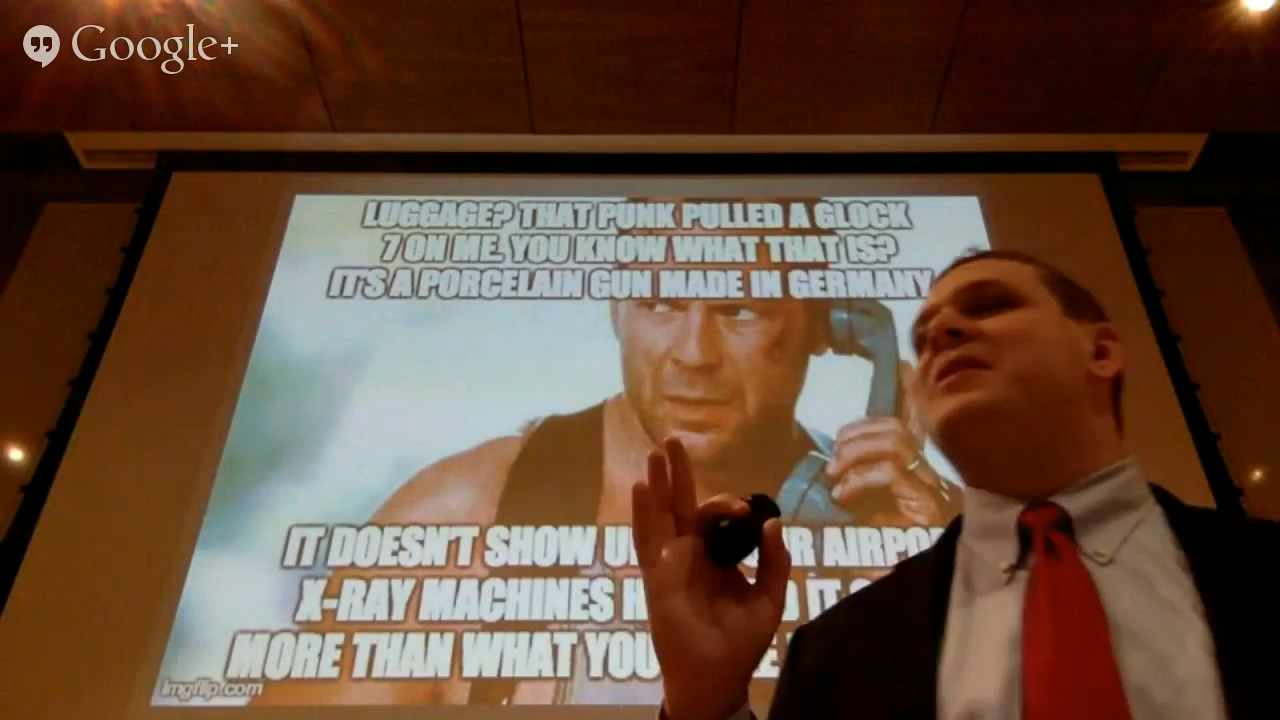 Google+
LUGGAGE? THAT PUNK PULLED A GLOCK
7 ON ME. YOU KNOW WHAT THAT IS?
IT'S A PORCELAIN GUN MADE IN GERMANY
IT DOESN'T SHOW
X-RAY MACHINES
MORE THAN WHAT YOU
imgflip.com